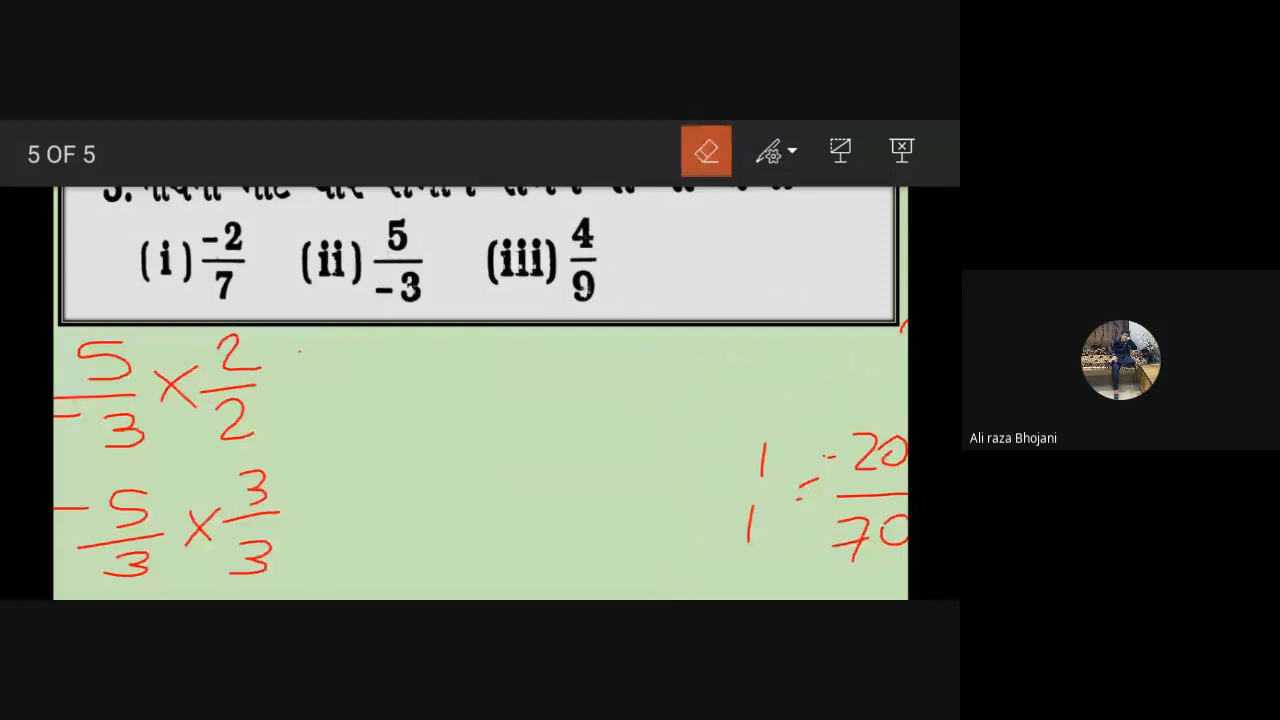 5 OF 5
(i) -2/7 (ii) 5/-3 (iii) 4/9
5/-3 × 2/2
-5/3 × 3/3
1
1 = -20/70
Ali raza Bhojani